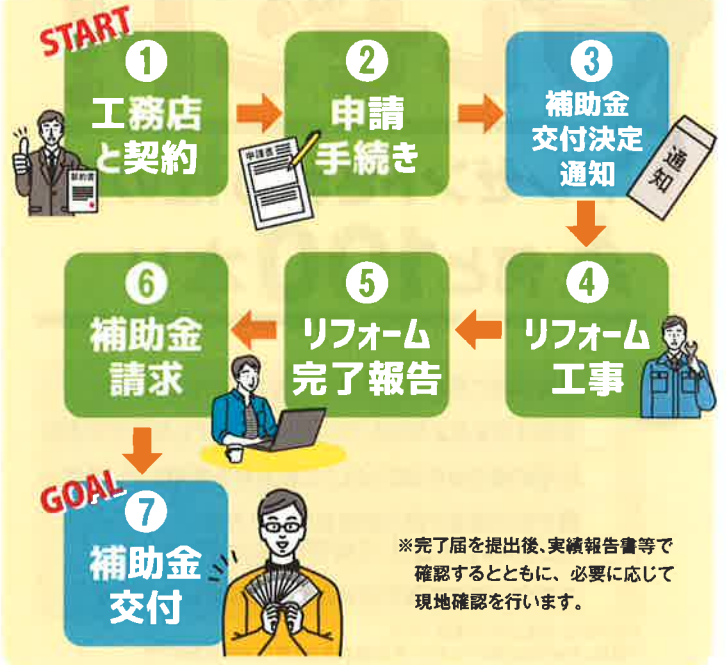 START
1
工務店
と契約
契約書
2
申請
手続き
申請書
3
補助金
交付決定
通知
通知
4
リフォーム
工事
5
リフォーム
完了報告
6
補助金
請求
GOAL
7
補助金
交付
※完了届を提出後、実績報告書等で
確認するとともに、必要に応じて
現地確認を行います。